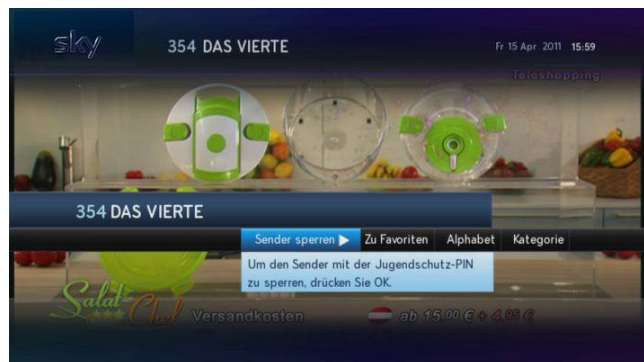 sky
354 DAS VIERTE
Fr 15 Apr 2011 15:59
Teleshopping
354 DAS VIERTE
Sender sperren Zu Favoriten Alphabet Kategorie
Um den Sender mit der Jugendschutz-PIN
zu sperren, drücken Sie OK.
Salat Chef
Versandkosten ab 15.00 € + 4.95 €